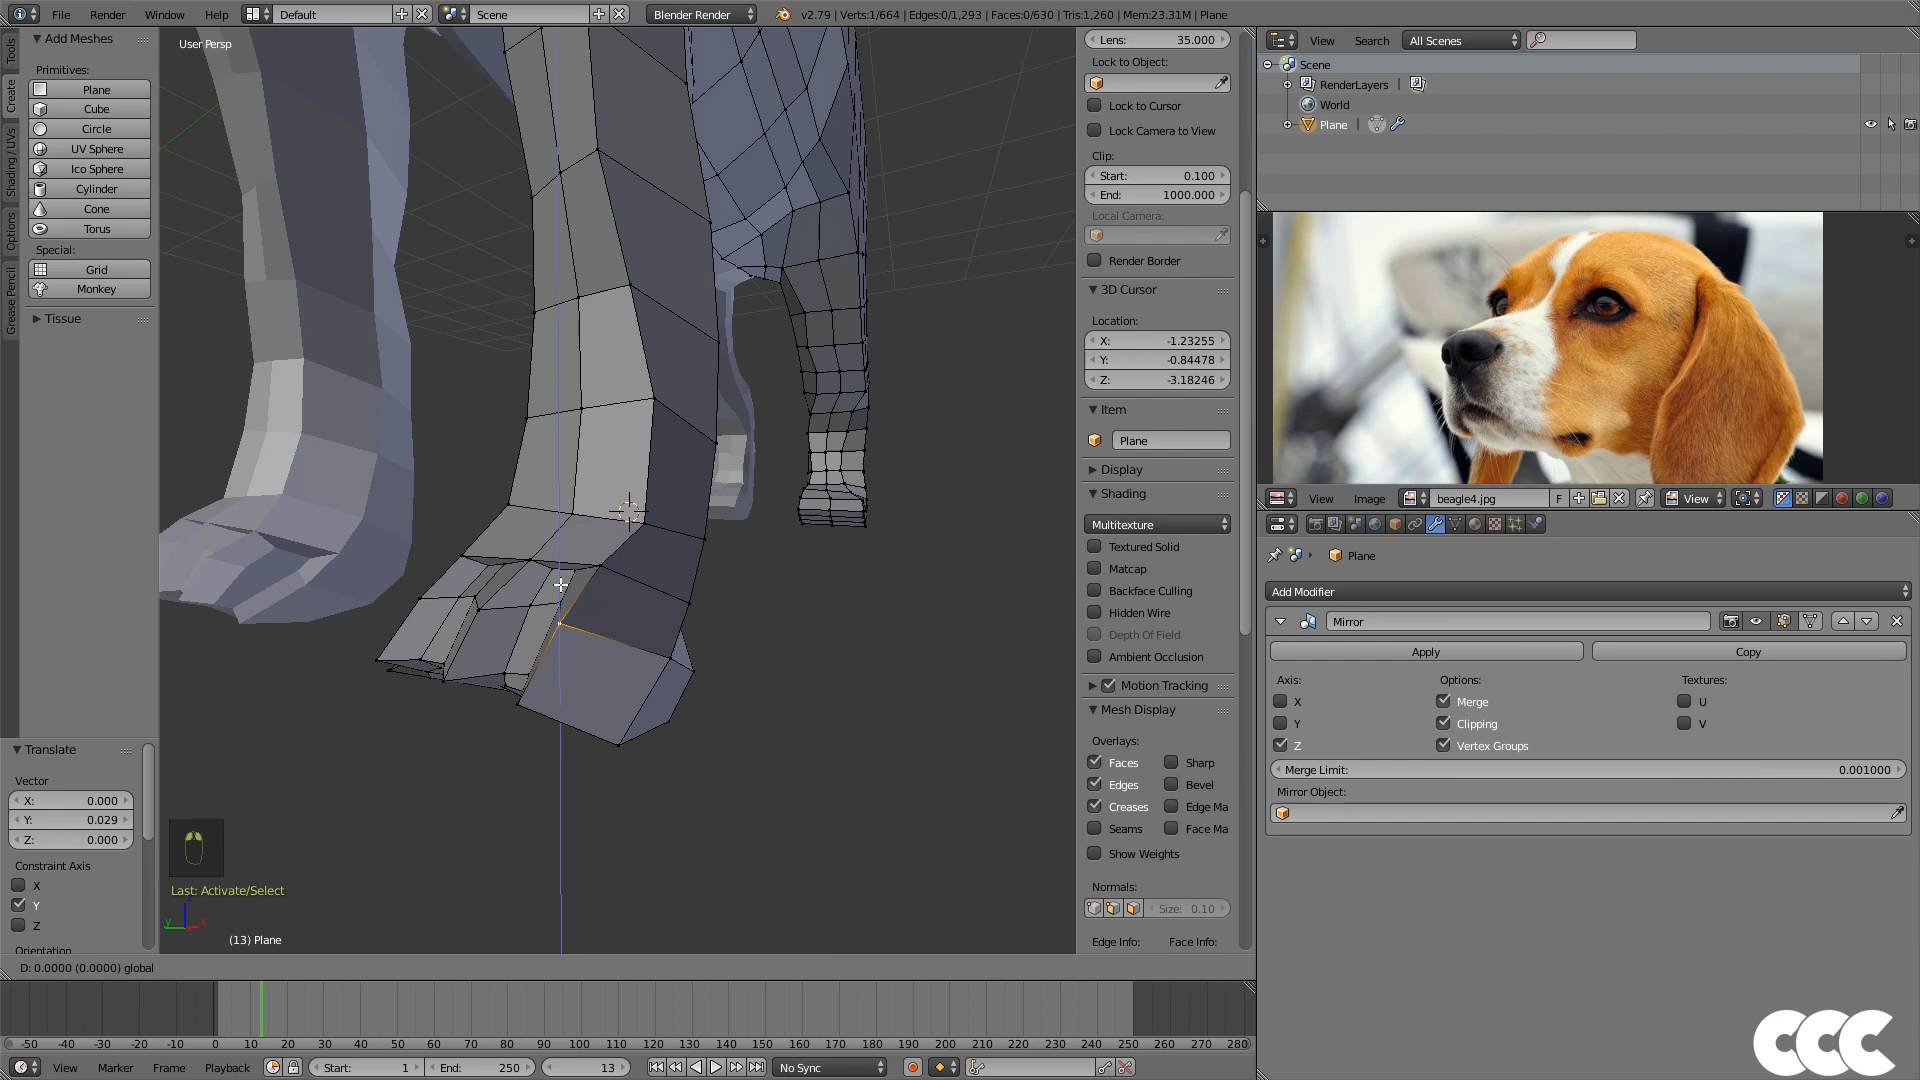 File Render Window Help Default Scene Blender Render v2.79 | Verts:1/664 | Edges:0/1,293 | Faces:0/630 | Tris:1,260 | Mem:23.31M | Plane
Tools
Create
Shading / UVs
Options
Grease Pencil
Add Meshes
Primitives:
Plane
Cube
Circle
UV Sphere
Ico Sphere
Cylinder
Cone
Torus
Special:
Grid
Monkey
Tissue
Translate
Vector
X: 0.000
Y: 0.029
Z: 0.000
Constraint Axis
X
Y
Z
Orientation
User Persp
Last: Activate/Select
z
y x
(13) Plane
D: 0.0000 (0.0000) global
Lens: 35.000
Lock to Object:
Lock to Cursor
Lock Camera to View
Clip:
Start: 0.100
End: 1000.000
Local Camera:
Render Border
3D Cursor
Location:
X: -1.23255
Y: -0.84478
Z: -3.18246
Item
Plane
Display
Shading
Multitexture
Textured Solid
Matcap
Backface Culling
Hidden Wire
Depth Of Field
Ambient Occlusion
Motion Tracking
Mesh Display
Overlays:
Faces Sharp
Edges Bevel
Creases Edge Ma
Seams Face Ma
Show Weights
Normals:
Size: 0.10
Edge Info: Face Info:
View Search All Scenes
Scene
RenderLayers |
World
Plane |
View Image beagle4.jpg F View
Plane
Add Modifier
Mirror
Apply Copy
Axis: Options: Textures:
X Merge U
Y Clipping V
Z Vertex Groups
Merge Limit: 0.001000
Mirror Object:
-50 -40 -30 -20 -10 0 10 20 30 40 50 60 70 80 90 100 110 120 130 140 150 160 170 180 190 200 210 220 230 240 250 260 270 280
View Marker Frame Playback Start: 1 End: 250 13 No Sync
CCC